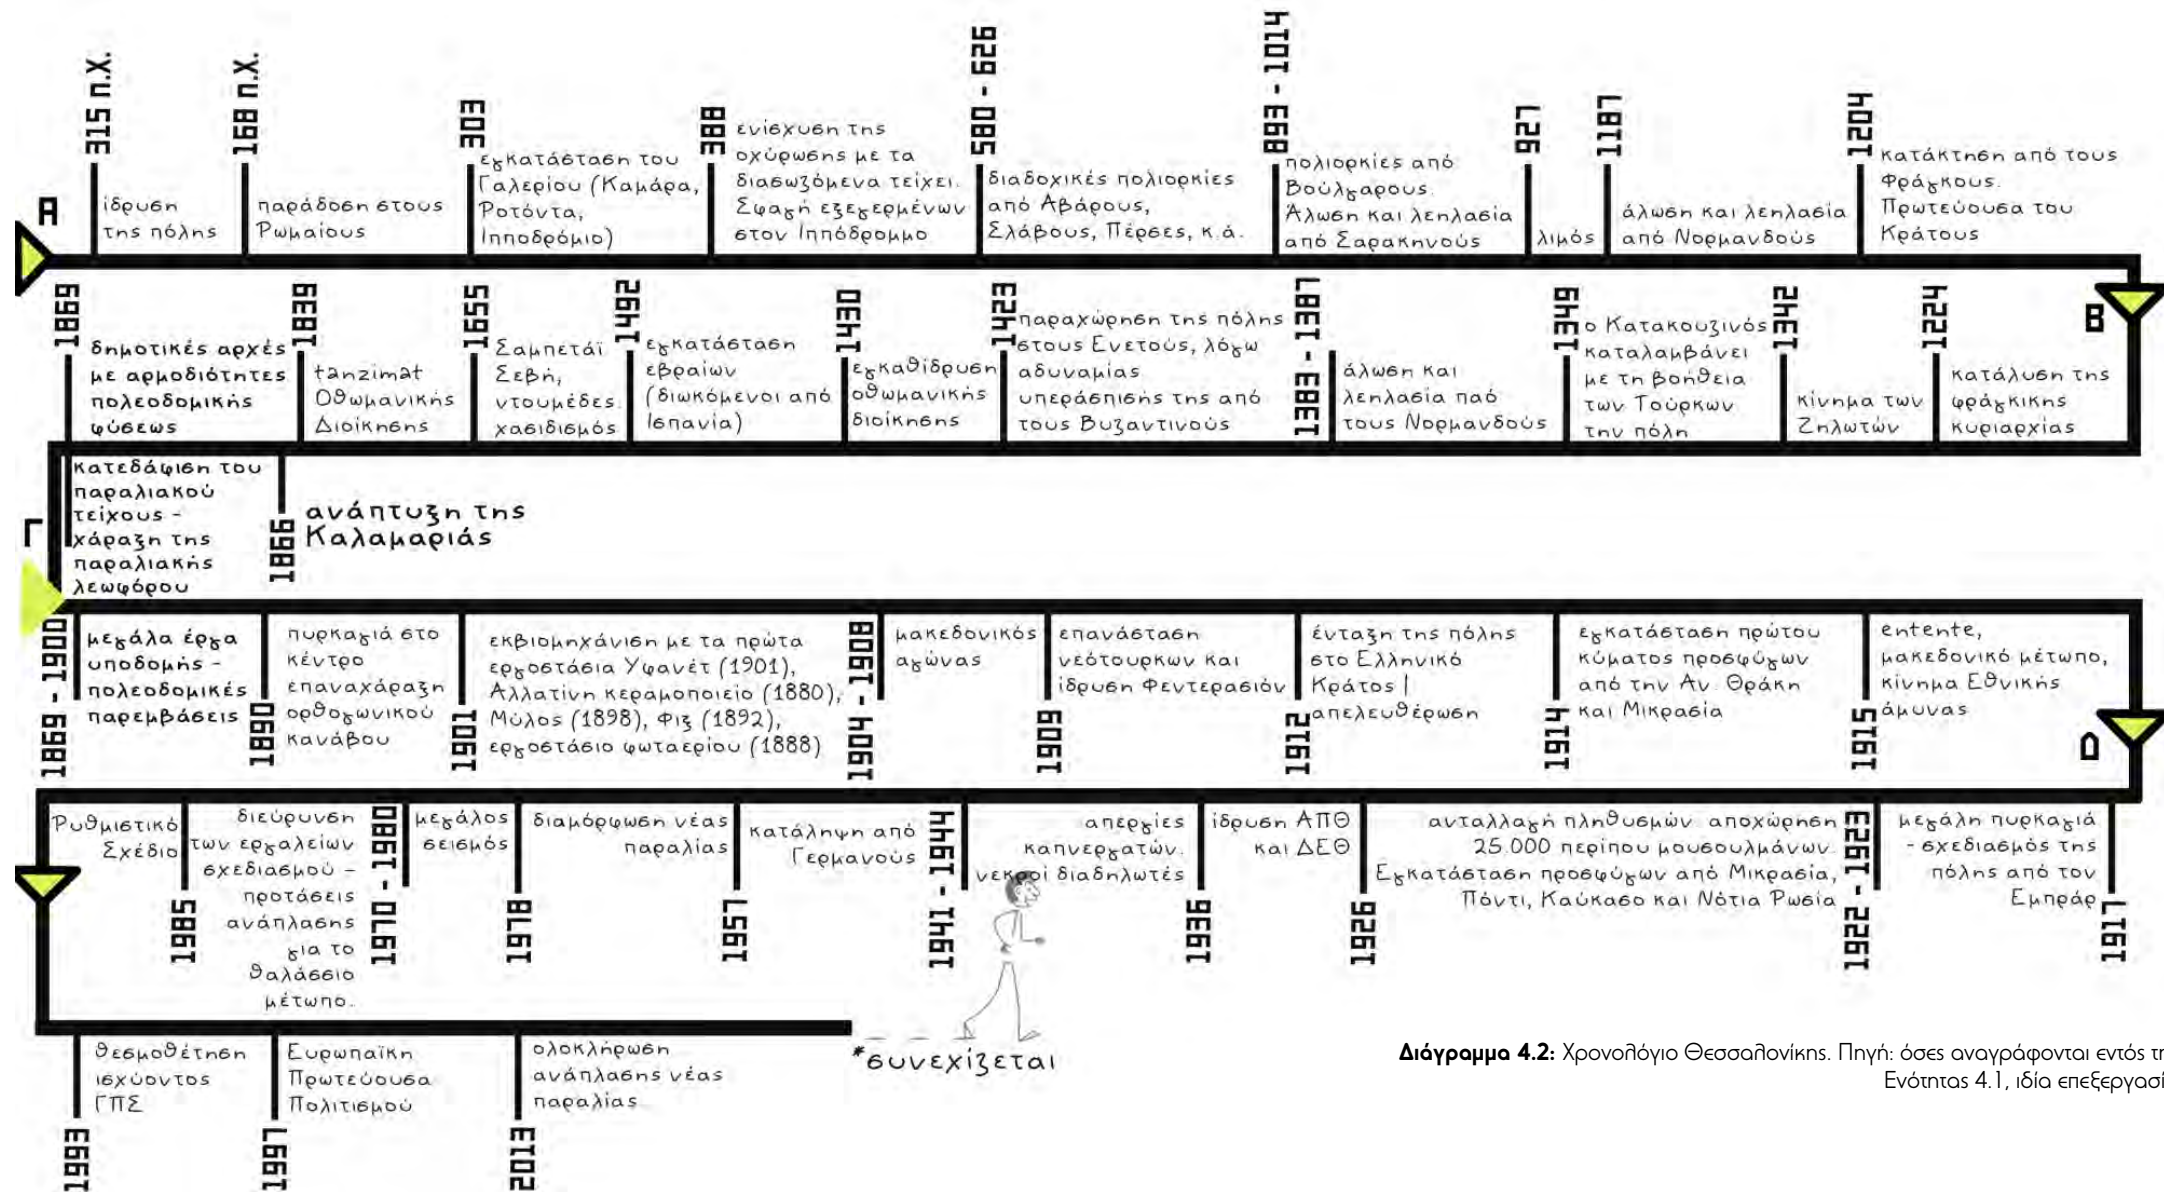 Α
315 π.Χ.
ίδρυση
της πόλης
168 π.Χ.
παράδοση στους
Ρωμαίους
303
εγκατάσταση του
Γαλερίου (Καμάρα,
Ροτόντα,
Ιπποδρόμιο)
388
ενίσχυση της
οχύρωσης με τα
διασωζόμενα τείχει.
Σφαγή εξεγερμένων
στον Ιππόδρομμο
580 - 626
διαδοχικές πολιορκίες
από Αβάρους,
Σλάβους, Πέρσες, κ.ά.
893 - 1014
πολιορκίες από
Βούλγαρους.
Άλωση και λεηλασία
από Σαρακηνούς
927
λιμός
1187
άλωση και λεηλασία
από Νορμανδούς
1204
κατάκτηση από τους
Φράγκους.
Πρωτεύουσα του
Κράτους
Β
1224
κατάλυση της
φράγκικης
κυριαρχίας
1342
κίνημα των
Ζηλωτών
1349
ο Κατακουζινός
καταλαμβάνει
με τη βοήθεια
των Τούρκων
την πόλη
1383 - 1387
άλωση και
λεηλασία παό
τους Νορμανδούς
1423
παραχώρηση της πόλης
στους Ενετούς, λόγω
αδυναμίας
υπεράσπισής της από
τους Βυζαντινούς
1430
εγκαθίδρυση
οθωμανικής
διοίκησης
1492
εγκατάσταση
εβραίων
(διωκόμενοι από
Ισπανία)
1655
Σαμπετάϊ
Σεβή,
ντουμέδες
χασιδισμός
1839
tanzimat
Οθωμανικής
Διοίκησης
1869
δημοτικές αρχές
με αρμοδιότητες
πολεοδομικής
φύσεως
κατεδάφιση του
παραλιακού
τείχους -
χάραξη της
παραλιακής
λεωφόρου
1866
ανάπτυξη της
Καλαμαριάς
Γ
1869 - 1900
μεγάλα έργα
υποδομής -
πολεοδομικές
παρεμβάσεις
1890
πυρκαγιά στο
κέντρο
επαναχάραξη
ορθογωνικού
κανάβου
1901
εκβιομηχάνιση με τα πρώτα
εργοστάσια Υφανέτ (1901),
Αλλατίνη κεραμοποιείο (1880),
Μύλος (1898), Φιξ (1892),
εργοστάσιο φωταερίου (1888)
1904 - 1908
μακεδονικός
αγώνας
1909
επανάσταση
νεότουρκων και
ίδρυση Φεντερασιόν
1912
ένταξη της πόλης
στο Ελληνικό
Κράτος |
απελευθέρωση
1914
εγκατάσταση πρώτου
κύματος προσφύγων
από την Αν. Θράκη
και Μικρασία
1915
entente,
μακεδονικό μέτωπο,
κίνημα Εθνικής
άμυνας
D
1917
μεγάλη πυρκαγιά
- σχεδιασμός της
πόλης από τον
Εμπράρ
1922 - 1923
ανταλλαγή πληθυσμών. αποχώρηση
25.000 περίπου μουσουλμάνων.
Εγκατάσταση προσφύγων από Μικρασία,
Πόντι, Καύκασο και Νότια Ρωσία
1926
ίδρυση ΑΠΘ
και ΔΕΘ
1936
απεργίες
καπνεργατών.
νεκροί διαδηλωτές
1941 - 1944
κατάληψη από
Γερμανούς
1957
διαμόρφωση νέας
παραλίας
1978
μεγάλος
σεισμός
1970 - 1980
διεύρυνση
των εργαλείων
σχεδιασμού -
προτάσεις
ανάπλασης
για το
θαλάσσιο
μέτωπο.
1985
Ρυθμιστικό
Σχέδιο
1993
θεσμοθέτηση
ισχύοντος
ΓΠΣ
1997
Ευρωπαϊκη
Πρωτεύουσα
Πολιτισμού
2013
ολοκλήρωση
ανάπλασης νέας
παραλίας
*συνεχίζεται
Διάγραμμα 4.2: Χρονολόγιο Θεσσαλονίκης. Πηγή: όσες αναγράφονται εντός τη
Ενότητας 4.1, ιδία επεξεργασί